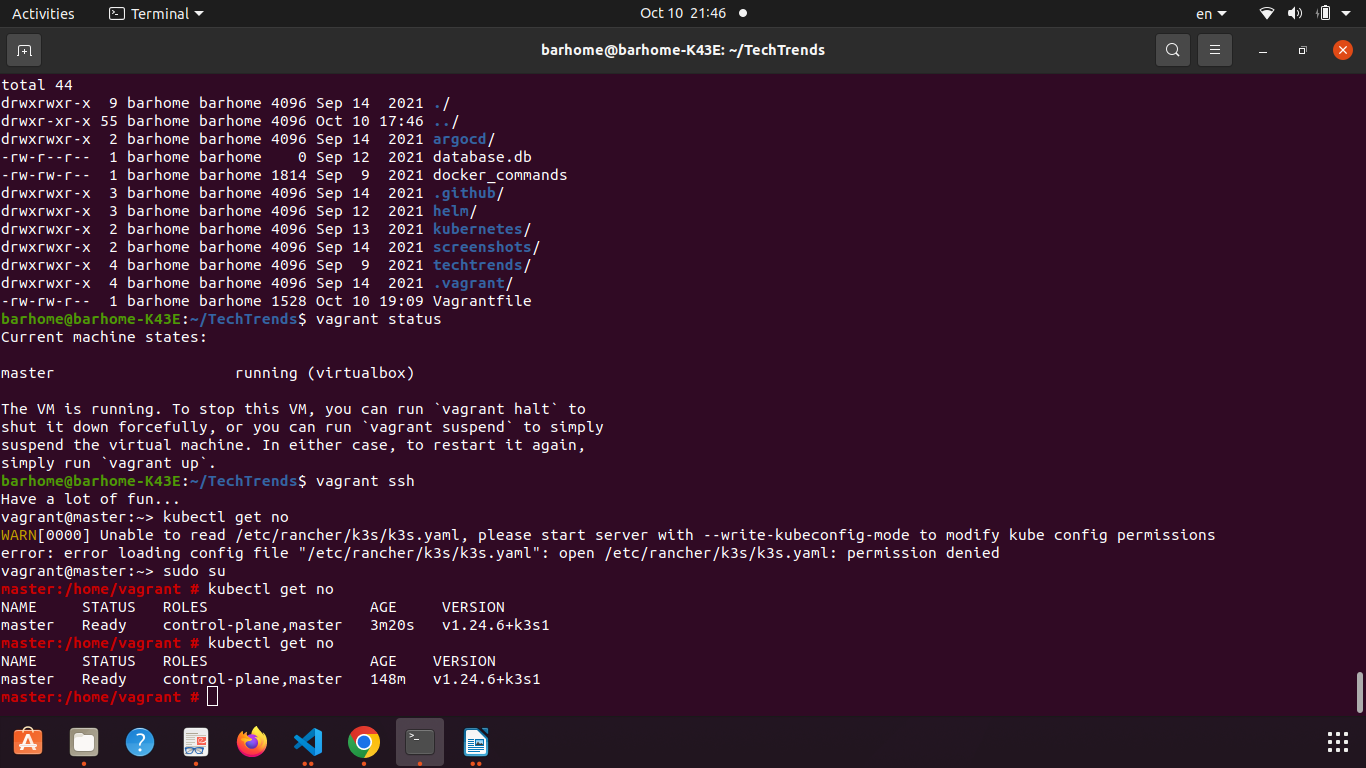 Activities
Terminal
Oct 10 21:46
en
barhome@barhome-K43E: ~/TechTrends
total 44
drwxrwxr-x  9 barhome barhome 4096 Sep 14  2021 ./
drwxr-xr-x 55 barhome barhome 4096 Oct 10 17:46 ../
drwxrwxr-x  2 barhome barhome 4096 Sep 14  2021 argocd/
-rw-r--r--  1 barhome barhome    0 Sep 12  2021 database.db
-rw-rw-r--  1 barhome barhome 1814 Sep  9  2021 docker_commands
drwxrwxr-x  3 barhome barhome 4096 Sep 14  2021 .github/
drwxrwxr-x  3 barhome barhome 4096 Sep 12  2021 helm/
drwxrwxr-x  2 barhome barhome 4096 Sep 13  2021 kubernetes/
drwxrwxr-x  2 barhome barhome 4096 Sep 14  2021 screenshots/
drwxrwxr-x  4 barhome barhome 4096 Sep  9  2021 techtrends/
drwxrwxr-x  4 barhome barhome 4096 Sep 14  2021 .vagrant/
-rw-rw-r--  1 barhome barhome 1528 Oct 10 19:09 Vagrantfile
barhome@barhome-K43E:~/TechTrends$ vagrant status
Current machine states:
master                    running (virtualbox)
The VM is running. To stop this VM, you can run `vagrant halt` to
shut it down forcefully, or you can run `vagrant suspend` to simply
suspend the virtual machine. In either case, to restart it again,
simply run `vagrant up`.
barhome@barhome-K43E:~/TechTrends$ vagrant ssh
Have a lot of fun...
vagrant@master:~> kubectl get no
WARN[0000] Unable to read /etc/rancher/k3s/k3s.yaml, please start server with --write-kubeconfig-mode to modify kube config permissions
error: error loading config file "/etc/rancher/k3s/k3s.yaml": open /etc/rancher/k3s/k3s.yaml: permission denied
vagrant@master:~> sudo su
master:/home/vagrant # kubectl get no
NAME     STATUS   ROLES                  AGE     VERSION
master   Ready    control-plane,master   3m20s   v1.24.6+k3s1
master:/home/vagrant # kubectl get no
NAME     STATUS   ROLES                  AGE    VERSION
master   Ready    control-plane,master   148m   v1.24.6+k3s1
master:/home/vagrant #